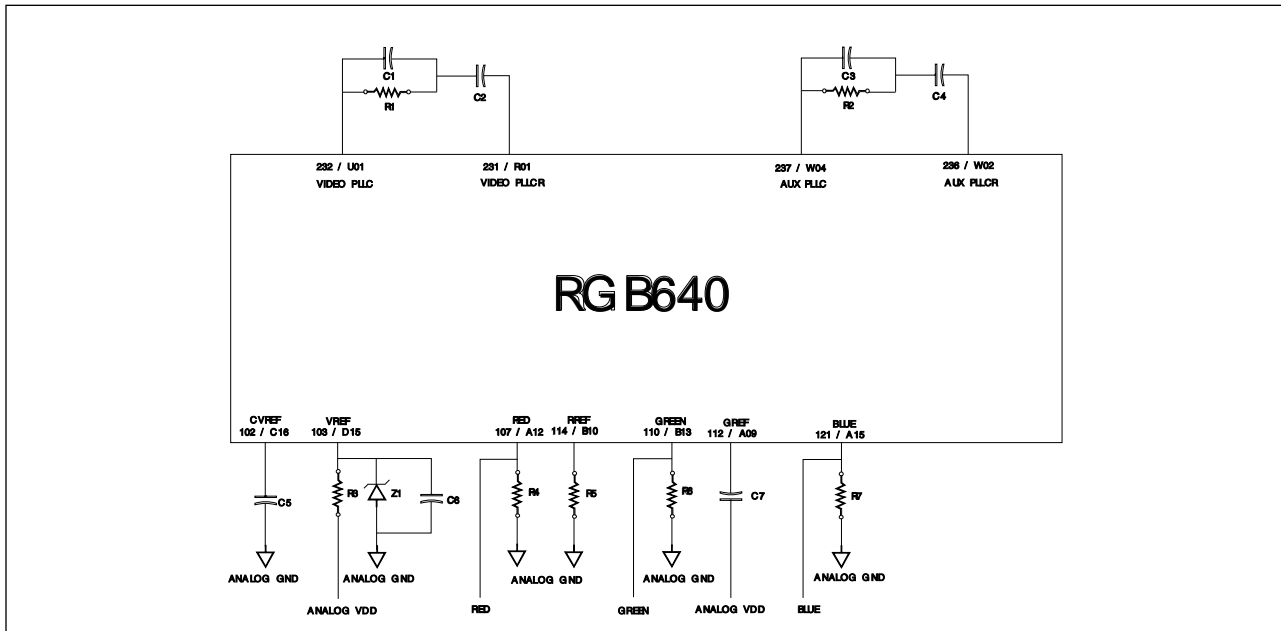 C1
R1
C2
C3
R2
C4
232 / U01
VIDEO PLLC
231 / R01
VIDEO PLLCR
237 / W04
AUX PLLC
236 / W02
AUX PLLCR
RGB640
CVREF
102 / C16
VREF
103 / D15
RED
107 / A12
RREF
114 / B10
GREEN
110 / B13
GREF
112 / A09
BLUE
121 / A15
C5
R3
Z1
C6
R4
R5
R6
C7
R7
ANALOG GND
ANALOG GND
ANALOG GND
ANALOG GND
ANALOG GND
ANALOG VDD
RED
GREEN
ANALOG VDD
BLUE